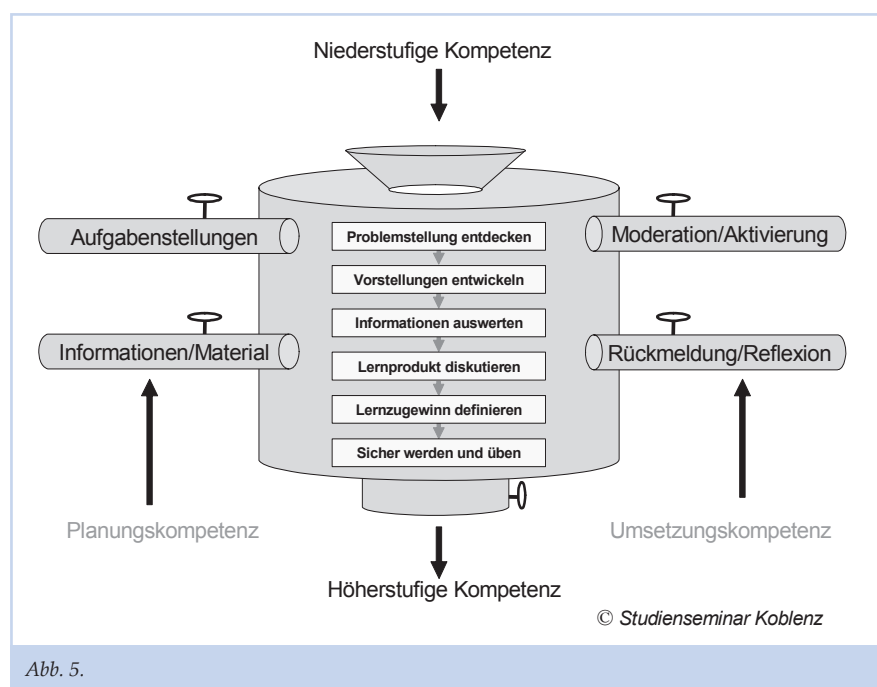 Niederstufige Kompetenz
Aufgabenstellungen
Moderation/Aktivierung
Problemstellung entdecken
Vorstellungen entwickeln
Informationen auswerten
Lernprodukt diskutieren
Lernzugewinn definieren
Sicher werden und üben
Informationen/Material
Rückmeldung/Reflexion
Planungskompetenz
Umsetzungskompetenz
Höherstufige Kompetenz
© Studienseminar Koblenz
Abb. 5.